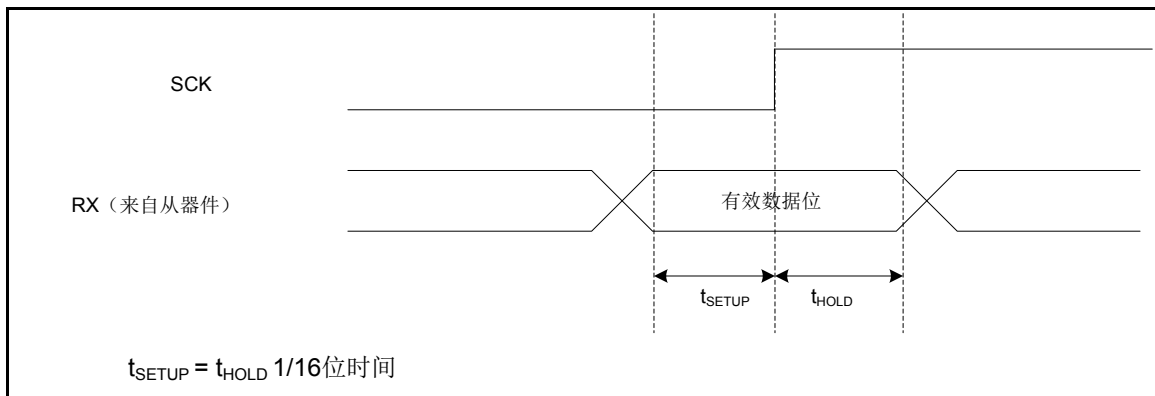 SCK
RX（来自从器件）
有效数据位
tSETUP
tHOLD
tSETUP = tHOLD 1/16位时间